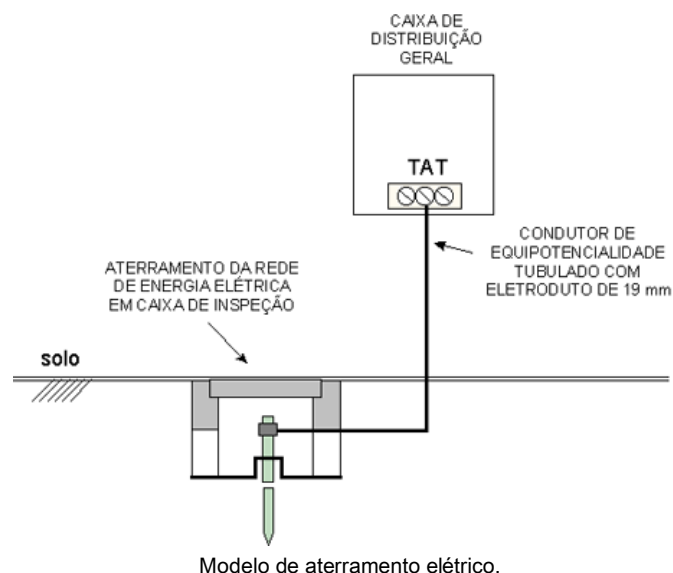 CAIXA DE
DISTRIBUIÇÃO
GERAL
TAT
CONDUTOR DE
EQUIPOTENCIALIDADE
TUBULADO COM
ELETRODUTO DE 19 mm
ATERRAMENTO DA REDE
DE ENERGIA ELÉTRICA
EM CAIXA DE INSPEÇÃO
solo
Modelo de aterramento elétrico.